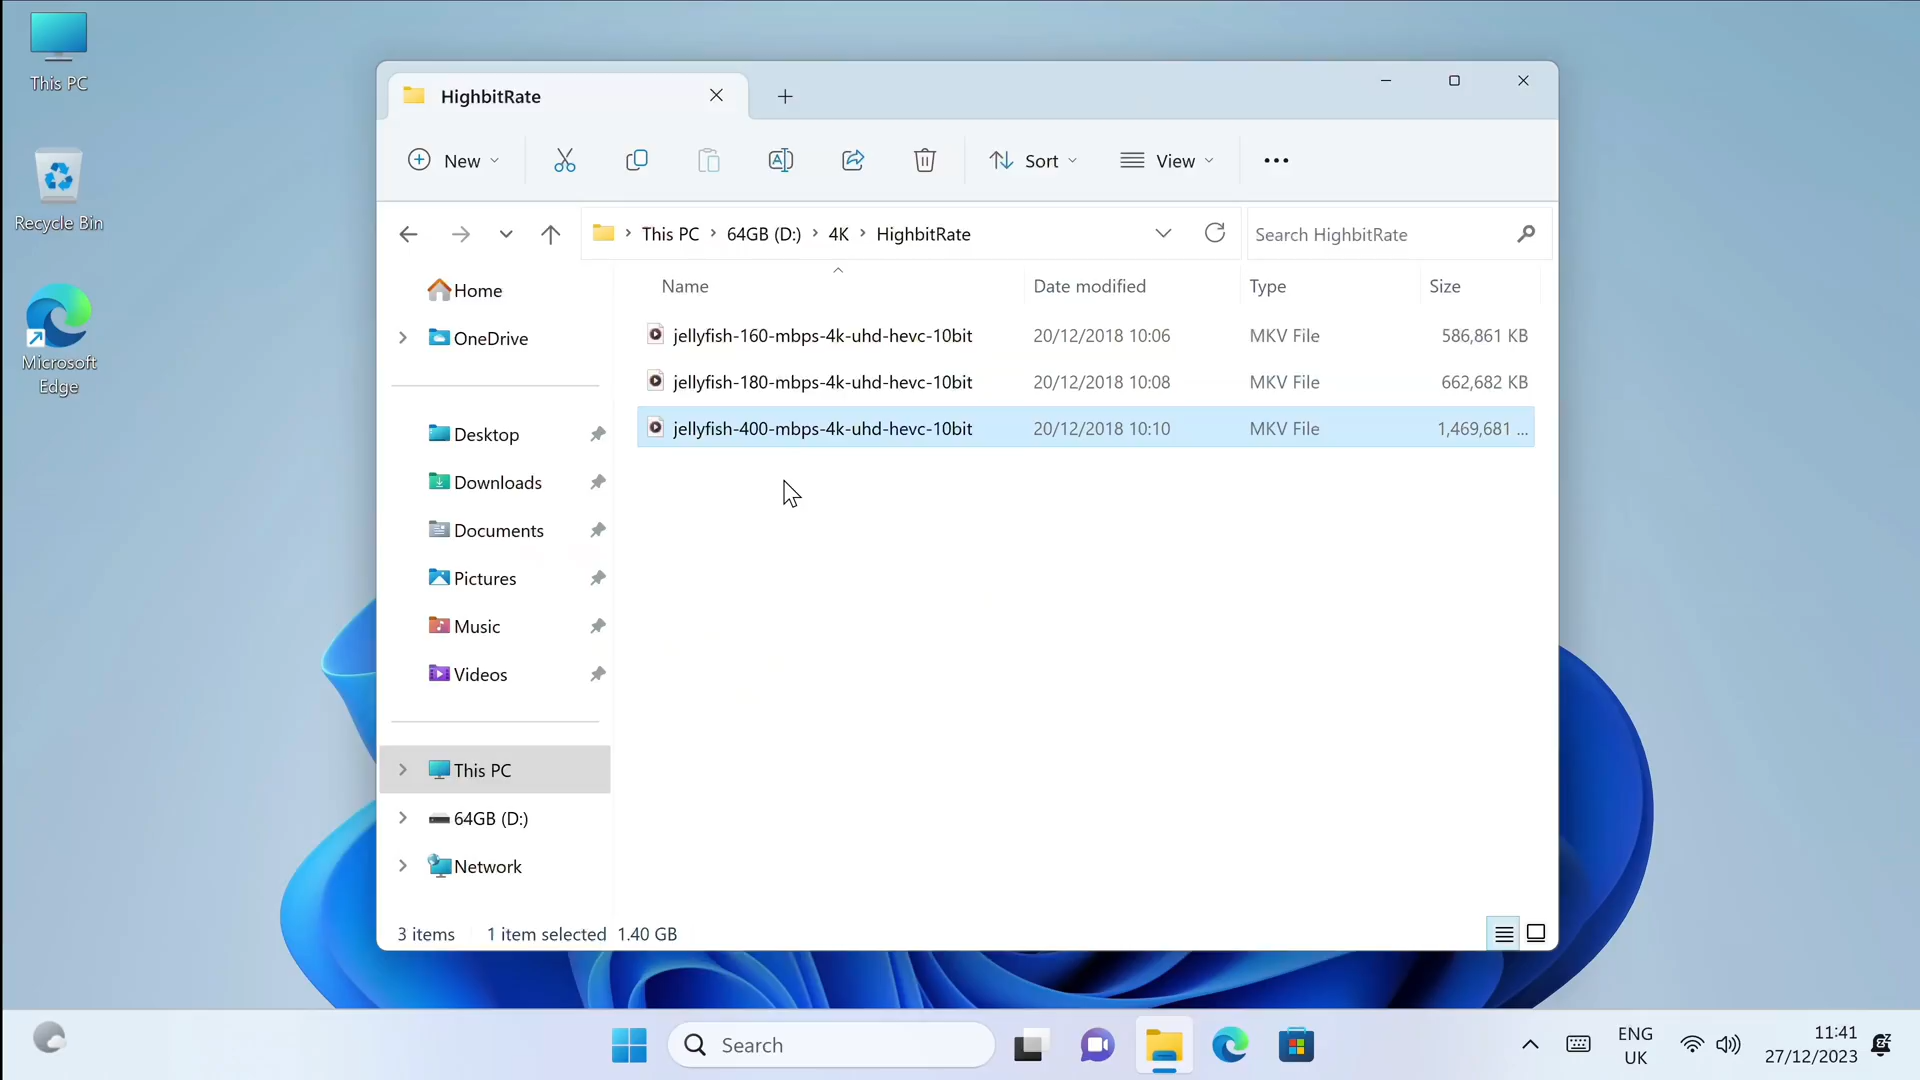 This PC
Recycle Bin
Microsoft
Edge
HighbitRate
New
Sort
View
This PC
64GB (D:)
4K
HighbitRate
Search HighbitRate
Name
Date modified
Type
Size
jellyfish-160-mbps-4k-uhd-hevc-10bit 20/12/2018 10:06 MKV File 586,861 KB
jellyfish-180-mbps-4k-uhd-hevc-10bit 20/12/2018 10:08 MKV File 662,682 KB
jellyfish-400-mbps-4k-uhd-hevc-10bit 20/12/2018 10:10 MKV File 1,469,681 ...
Home
OneDrive
Desktop
Downloads
Documents
Pictures
Music
Videos
This PC
64GB (D:)
Network
3 items 1 item selected 1.40 GB
Search
ENG
UK
11:41
27/12/2023